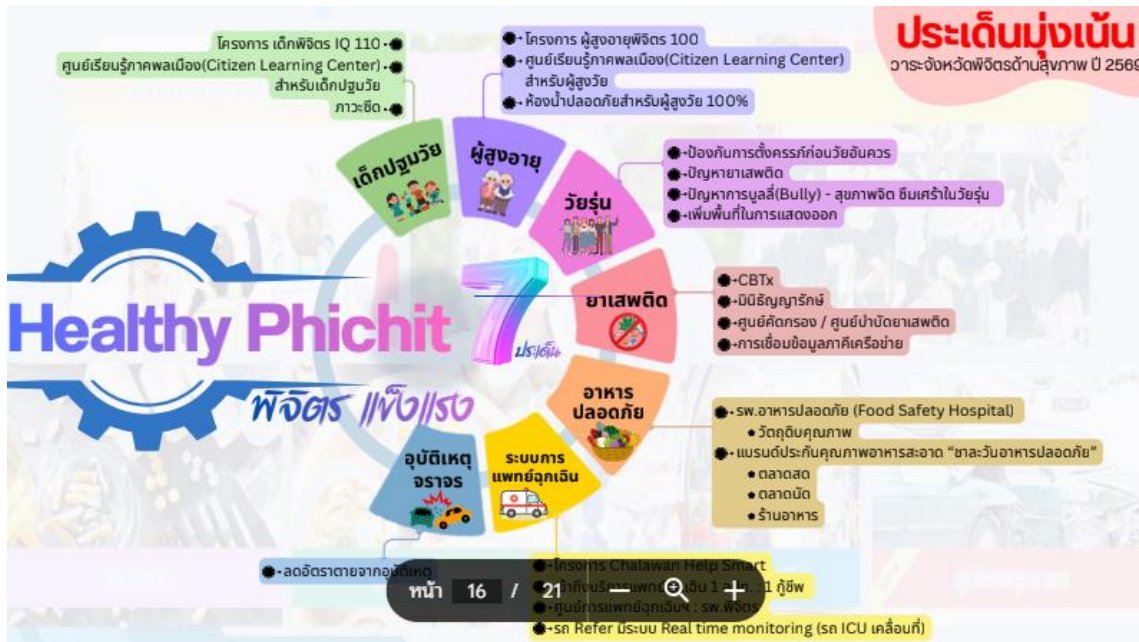 ประเด็นมุ่งเน้น
วาระจังหวัดพิจิตรด้านสุขภาพ ปี 2569
โครงการ เด็กพิจิตร IQ 110
ศูนย์เรียนรู้ภาคพลเมือง(Citizen Learning Center)
สำหรับเด็กปฐมวัย
ภาวะซีด
โครงการ ผู้สูงอายุพิจิตร 100
ศูนย์เรียนรู้ภาคพลเมือง(Citizen Learning Center)
สำหรับผู้สูงวัย
ห้องน้ำปลอดภัยสำหรับผู้สูงวัย 100%
เด็กปฐมวัย
ผู้สูงอายุ
วัยรุ่น
ป้องกันการตั้งครรภ์ก่อนวัยอันควร
ปัญหายาเสพติด
ปัญหาการบูลลี่(Bully) - สุขภาพจิต ซึมเศร้าในวัยรุ่น
เพิ่มพื้นที่ในการแสดงออก
Healthy Phichit 7
ประเด็น
พิจิตร แข็งแรง
ยาเสพติด
CBTx
มินิธัญญารักษ์
ศูนย์คัดกรอง / ศูนย์บำบัดยาเสพติด
การเชื่อมข้อมูลภาคีเครือข่าย
อาหาร
ปลอดภัย
รพ.อาหารปลอดภัย (Food Safety Hospital)
วัตถุดิบคุณภาพ
แบรนด์ประกันคุณภาพอาหารสะอาด “ชาละวันอาหารปลอดภัย”
ตลาดสด
ตลาดนัด
ร้านอาหาร
ระบบการ
แพทย์ฉุกเฉิน
อุบัติเหตุ
จราจร
ลดอัตราตายจากอุบัติเหตุ
โครงการ Chalawan Help Smart
1 กู้ชีพ
ศูนย์การแพทย์ฉุกเฉินฯ : รพ.พิจิตร
รถ Refer มีระบบ Real time monitoring (รถ ICU เคลื่อนที่)
หน้า 16 / 21